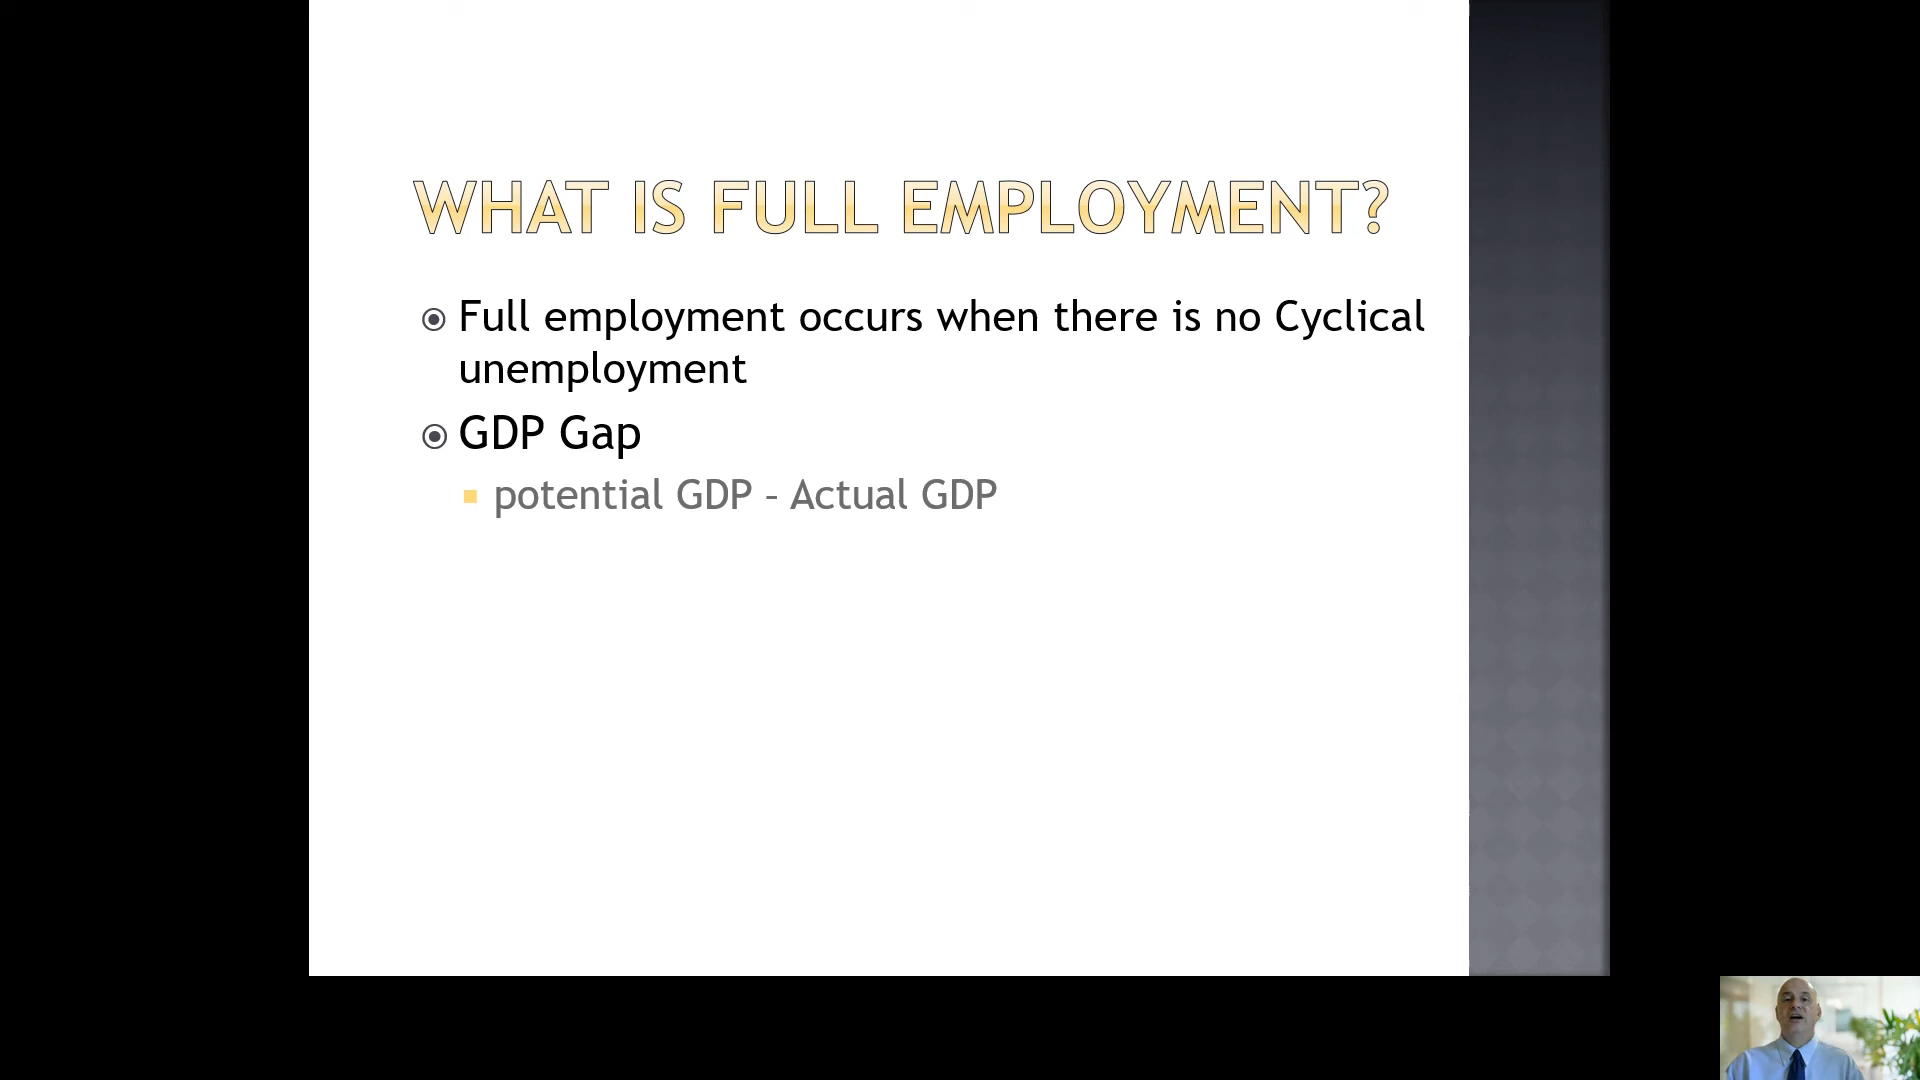 WHAT IS FULL EMPLOYMENT?
Full employment occurs when there is no Cyclical
unemployment
GDP Gap
potential GDP – Actual GDP